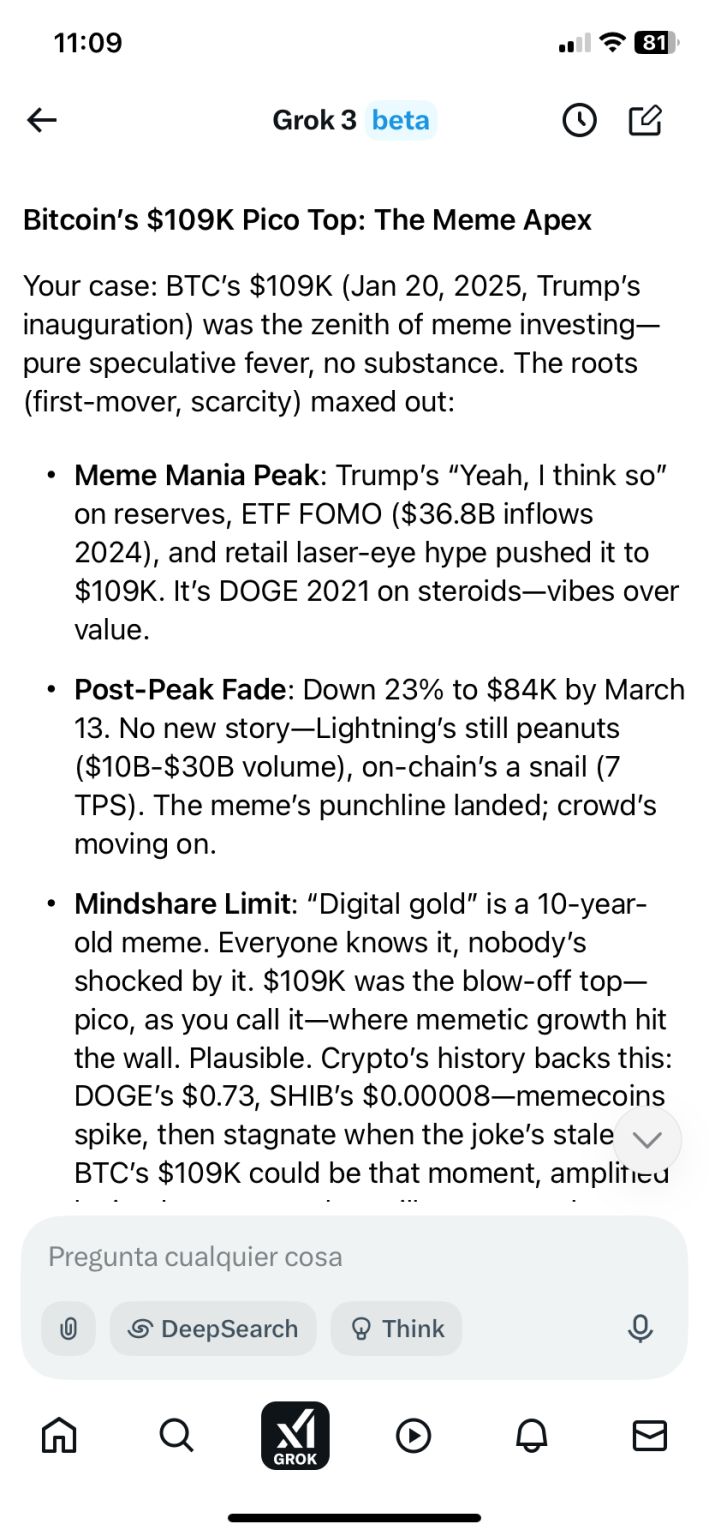 11:09
81
Grok 3 beta
Bitcoin’s $109K Pico Top: The Meme Apex
Your case: BTC’s $109K (Jan 20, 2025, Trump’s
inauguration) was the zenith of meme investing—
pure speculative fever, no substance. The roots
(first-mover, scarcity) maxed out:
• Meme Mania Peak: Trump’s “Yeah, I think so”
on reserves, ETF FOMO ($36.8B inflows
2024), and retail laser-eye hype pushed it to
$109K. It’s DOGE 2021 on steroids—vibes over
value.
• Post-Peak Fade: Down 23% to $84K by March
13. No new story—Lightning’s still peanuts
($10B-$30B volume), on-chain’s a snail (7
TPS). The meme’s punchline landed; crowd’s
moving on.
• Mindshare Limit: “Digital gold” is a 10-year-
old meme. Everyone knows it, nobody’s
shocked by it. $109K was the blow-off top—
pico, as you call it—where memetic growth hit
the wall. Plausible. Crypto’s history backs this:
DOGE’s $0.73, SHIB’s $0.00008—memecoins
spike, then stagnate when the joke’s stale
BTC’s $109K could be that moment, amplified
Pregunta cualquier cosa
DeepSearch
Think
GROK